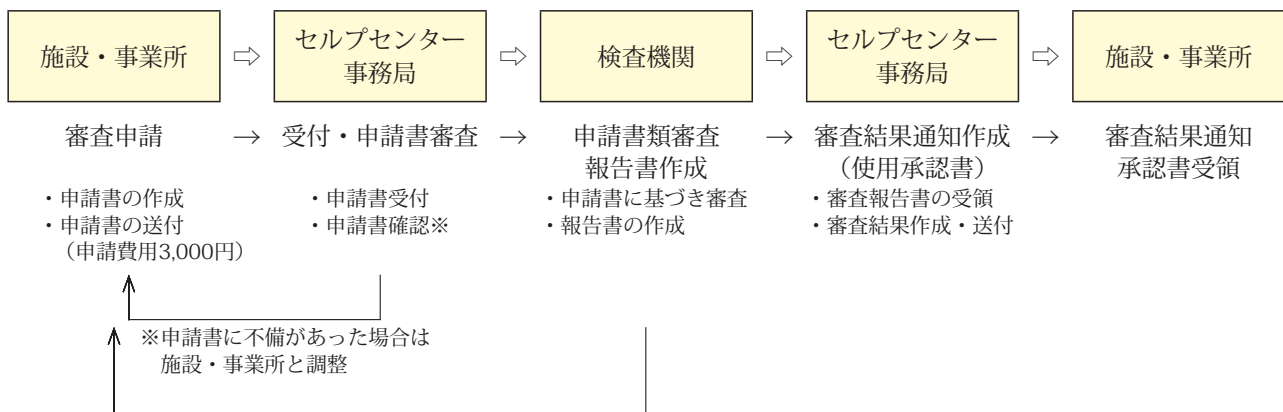 施設・事業所
⇨
セルプセンター
事務局
⇨
検査機関
⇨
セルプセンター
事務局
⇨
施設・事業所
審査申請
→
受付・申請書審査
→
申請書類審査
報告書作成
→
審査結果通知作成
（使用承認書）
→
審査結果通知
承認書受領
・申請書の作成
・申請書の送付
（申請費用3,000円）
・申請書受付
・申請書確認※
・申請書に基づき審査
・報告書の作成
・審査報告書の受領
・審査結果作成・送付
※申請書に不備があった場合は
施設・事業所と調整